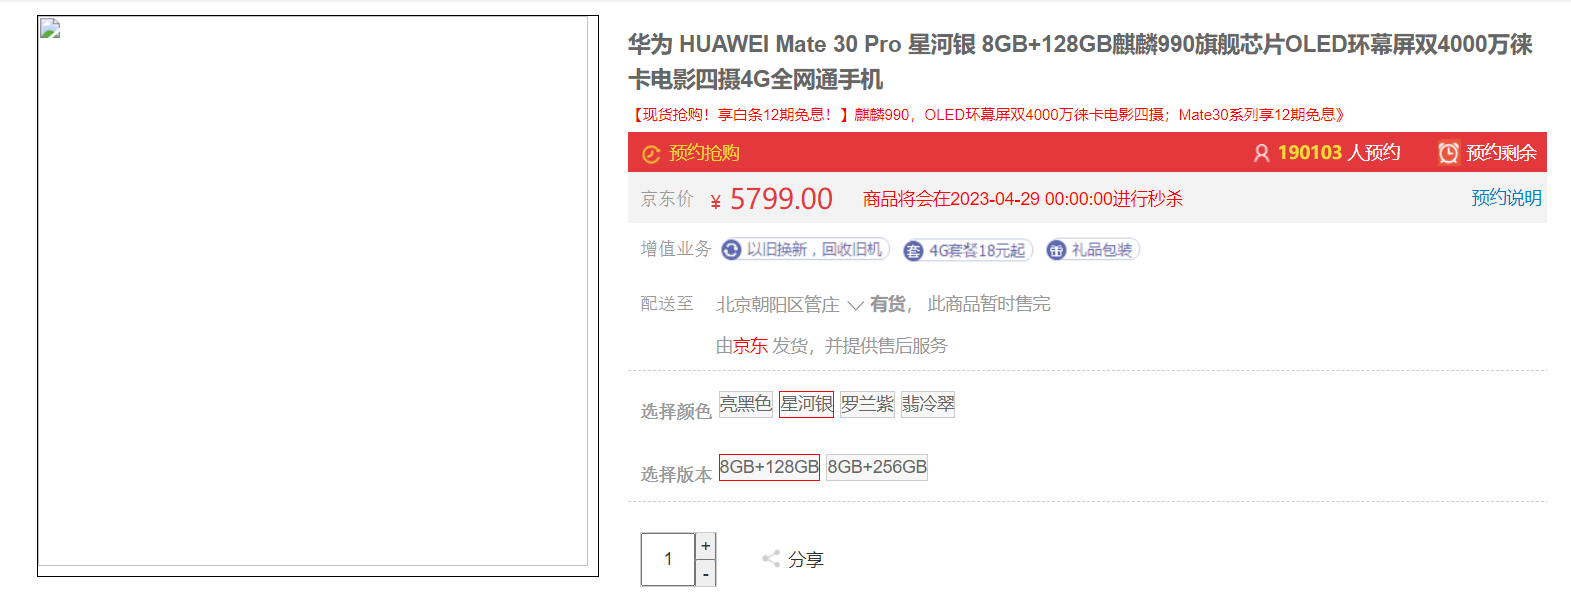 华为 HUAWEI Mate 30 Pro 星河银 8GB+128GB麒麟990旗舰芯片OLED环幕屏双4000万徕
卡电影四摄4G全网通手机
【现货抢购！享白条12期免息！】麒麟990，OLED环幕屏双4000万徕卡电影四摄；Mate30系列享12期免息》
预约抢购 190103 人预约 预约剩余
京东价 ¥ 5799.00 商品将会在2023-04-29 00:00:00进行秒杀 预约说明
增值业务 以旧换新，回收旧机 套 4G套餐18元起 礼品包装
配送至 北京朝阳区管庄 有货， 此商品暂时售完
由京东 发货，并提供售后服务
选择颜色 亮黑色 星河银 罗兰紫 翡冷翠
选择版本 8GB+128GB 8GB+256GB
1 + - 分享